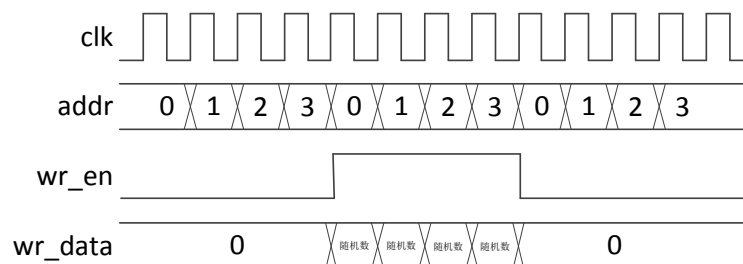 clk
addr 0 1 2 3 0 1 2 3 0 1 2 3
wr_en
wr_data 0 随机数 随机数 随机数 随机数 0